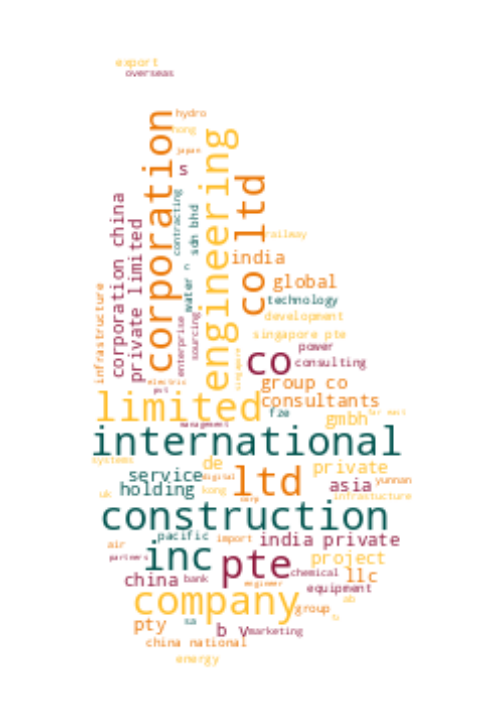 export
overseas
hydro
hong
corporation
engineering
japan
s
co ltd
contracting
corporation china
sdn bhd
private limited
railway
india
c
water
global
infrastructure
technology
enterprise
sourcing
development
singapore pte
power
co
consulting
singapore
electric
group co
pvt
limited
consultants
fze
gmbh
far east
management
international
systems
de
private
service
digital
ltd
asia
yunnan
holding
kong
uk
corp
infrastucture
construction
pacific
import
india private
air
partners
inc
pte
project
chemical
llc
china
bank
engineer
equipment
company
ab
group
pty
sa
b v
marketing
china national
energy